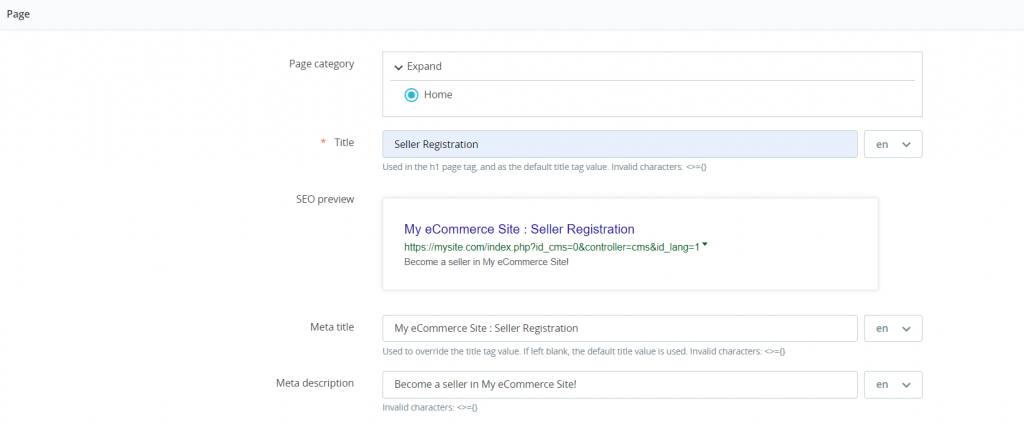 Page
Page category
Expand
Home
* Title
Seller Registration
en
Used in the h1 page tag, and as the default title tag value. Invalid characters: <>={}
SEO preview
My eCommerce Site : Seller Registration
https://mysite.com/index.php?id_cms=0&controller=cms&id_lang=1
Become a seller in My eCommerce Site!
Meta title
My eCommerce Site : Seller Registration
en
Used to override the title tag value. If left blank, the default title value is used. Invalid characters: <>={}
Meta description
Become a seller in My eCommerce Site!
en
Invalid characters: <>={}